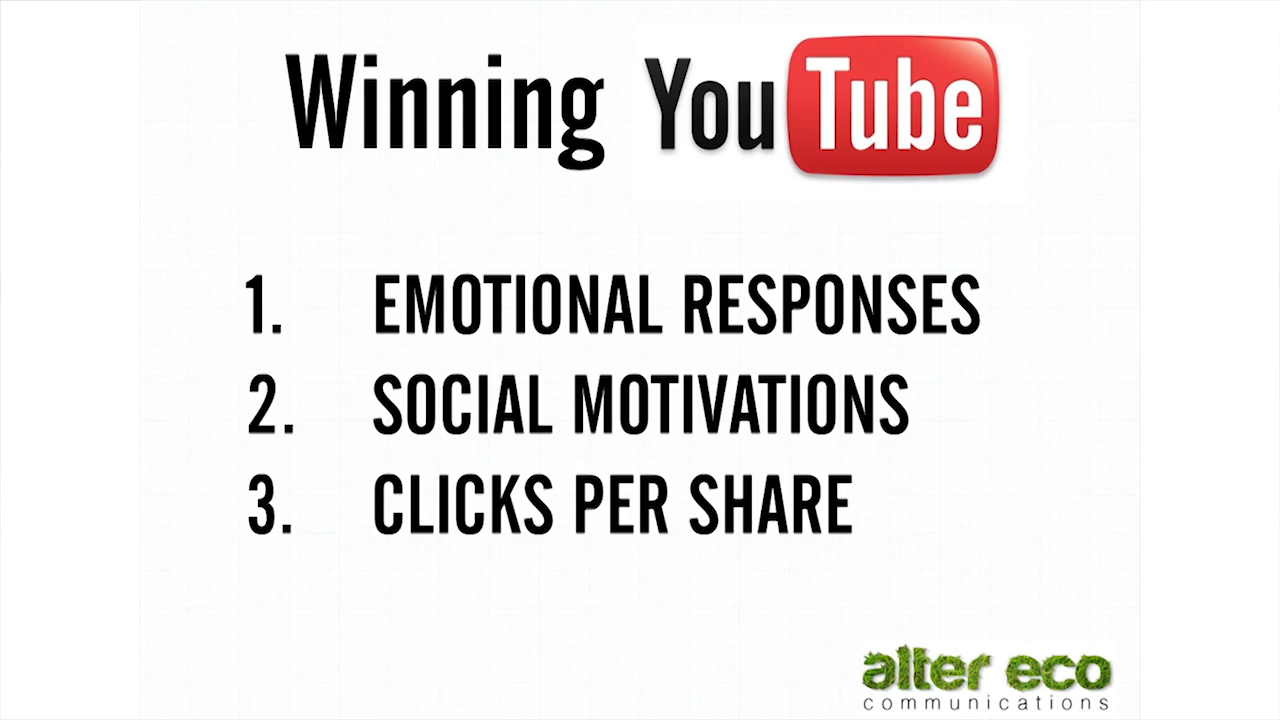 Winning YouTube
1. EMOTIONAL RESPONSES
2. SOCIAL MOTIVATIONS
3. CLICKS PER SHARE
alter eco
communications